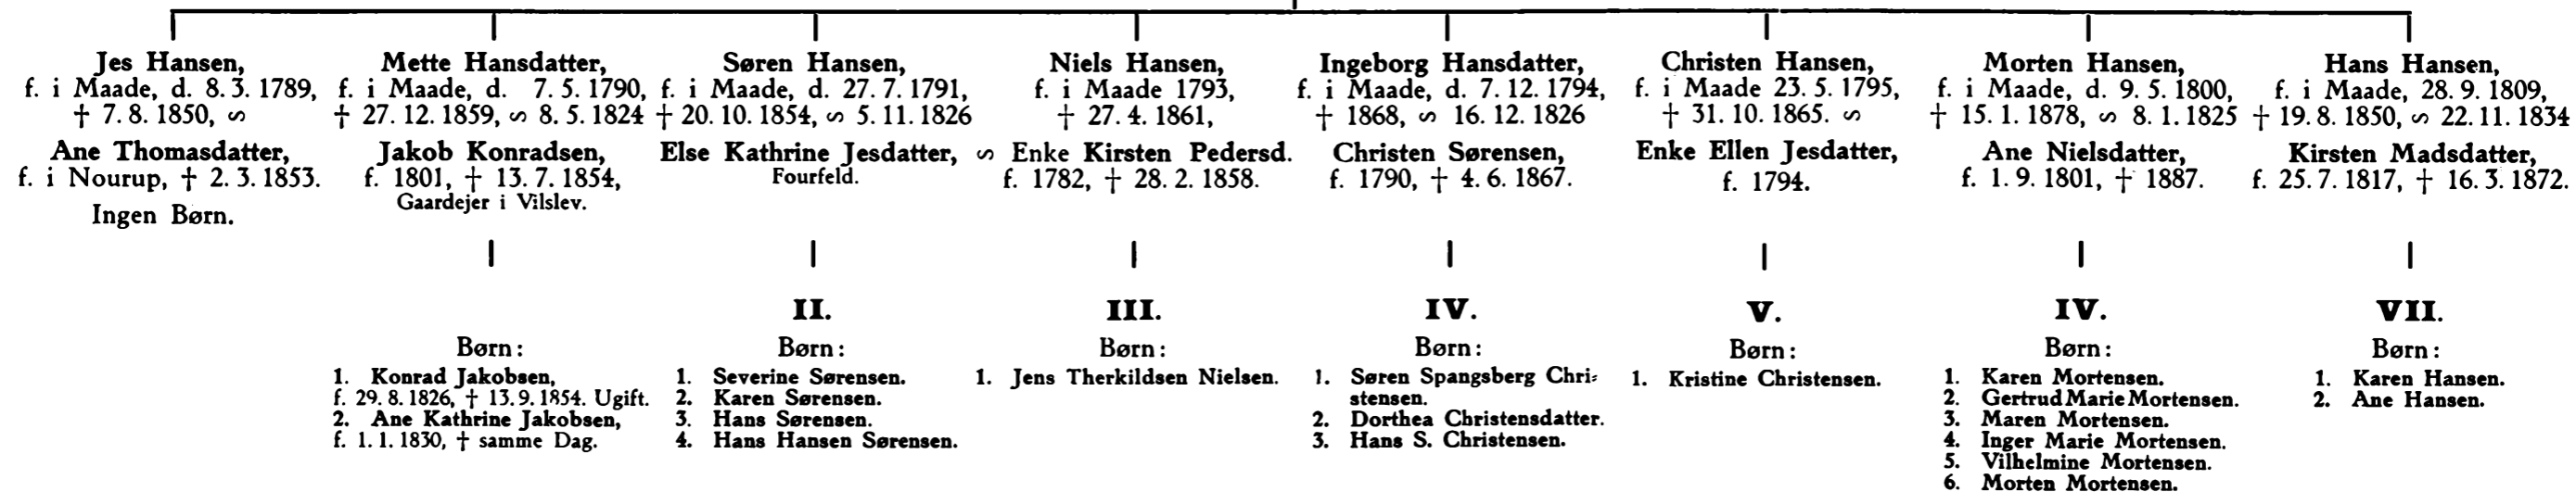 Jes Hansen,
f. i Maade, d. 8. 3. 1789,
† 7. 8. 1850, ∽
Ane Thomasdatter,
f. i Nourup, † 2. 3. 1853.
Ingen Børn.
Mette Hansdatter,
f. i Maade, d. 7. 5. 1790,
† 27. 12. 1859, ∽ 8. 5. 1824
Jakob Konradsen,
f. 1801, † 13. 7. 1854,
Gaardejer i Vilslev.
Børn:
1. Konrad Jakobsen,
f. 29. 8. 1826, † 13. 9. 1854. Ugift.
2. Ane Kathrine Jakobsen,
f. 1. 1. 1830, † samme Dag.
Søren Hansen,
f. i Maade, d. 27. 7. 1791,
† 20. 10. 1854, ∽ 5. 11. 1826
Else Kathrine Jesdatter,
Fourfeld.
II.
Børn:
1. Severine Sørensen.
2. Karen Sørensen.
3. Hans Sørensen.
4. Hans Hansen Sørensen.
Niels Hansen,
f. i Maade 1793,
† 27. 4. 1861,
∽ Enke Kirsten Pedersd.
f. 1782, † 28. 2. 1858.
III.
Børn:
1. Jens Therkildsen Nielsen.
Ingeborg Hansdatter,
f. i Maade, d. 7. 12. 1794,
† 1868, ∽ 16. 12. 1826
Christen Sørensen,
f. 1790, † 4. 6. 1867.
IV.
Børn:
1. Søren Spangsberg Chri-
stensen.
2. Dorthea Christensdatter.
3. Hans S. Christensen.
Christen Hansen,
f. i Maade 23. 5. 1795,
† 31. 10. 1865. ∽
Enke Ellen Jesdatter,
f. 1794.
V.
Børn:
1. Kristine Christensen.
Morten Hansen,
f. i Maade, d. 9. 5. 1800,
† 15. 1. 1878, ∽ 8. 1. 1825
Ane Nielsdatter,
f. 1. 9. 1801, † 1887.
IV.
Børn:
1. Karen Mortensen.
2. Gertrud Marie Mortensen.
3. Maren Mortensen.
4. Inger Marie Mortensen.
5. Vilhelmine Mortensen.
6. Morten Mortensen.
Hans Hansen,
f. i Maade, 28. 9. 1809,
† 19. 8. 1850, ∽ 22. 11. 1834
Kirsten Madsdatter,
f. 25. 7. 1817, † 16. 3. 1872.
VII.
Børn:
1. Karen Hansen.
2. Ane Hansen.